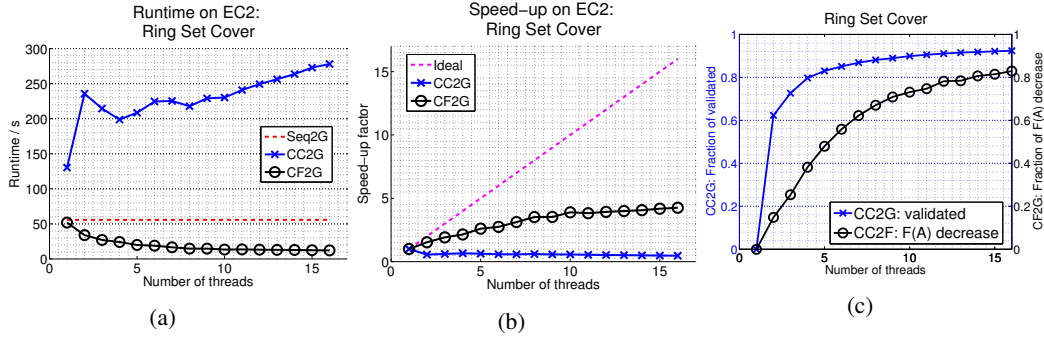 Runtime on EC2:
Ring Set Cover
300
250
200
150
100
50
0
Runtime / s
Seq2G
CC2G
CF2G
0
5
10
15
Number of threads
(a)
Speed-up on EC2:
Ring Set Cover
15
10
5
0
Speed-up factor
Ideal
CC2G
CF2G
0
5
10
15
Number of threads
(b)
Ring Set Cover
1
0.8
0.6
0.4
0.2
0
CC2G: Fraction of validated
CC2G: validated
CC2F: F(A) decrease
1
0.8
0.6
0.4
0.2
0
CF2G: Fraction of F(A) decrease
0
5
10
15
Number of threads
(c)